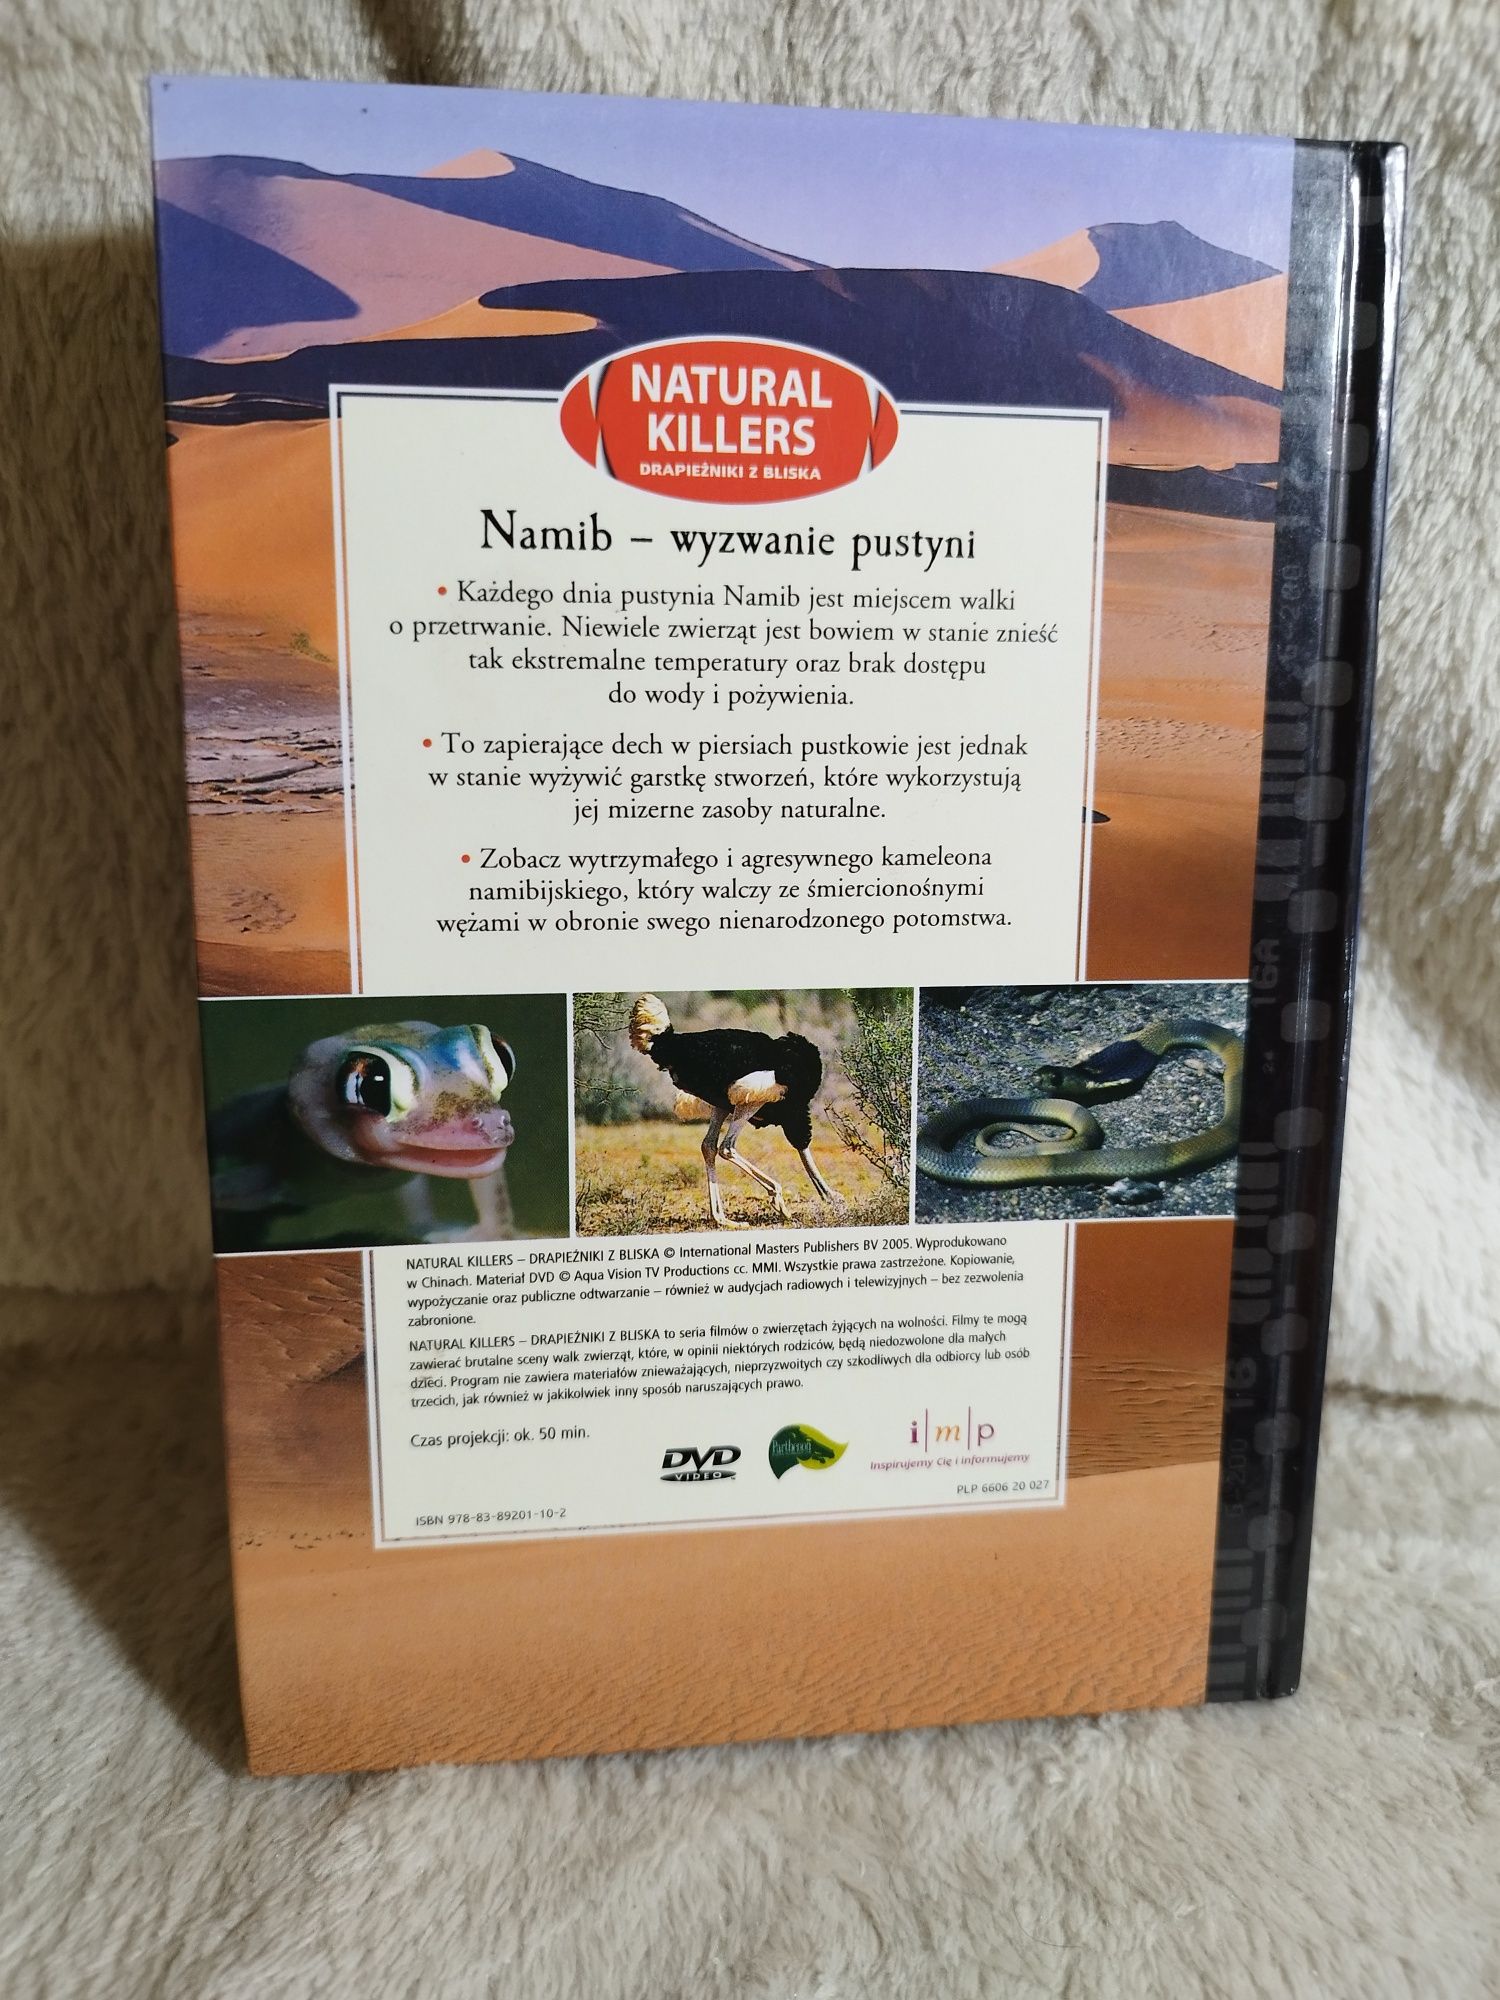 NATURAL
KILLERS
DRAPIEŻNIKI Z BLISKA
Namib – wyzwanie pustyni
• Każdego dnia pustynia Namib jest miejscem walki
o przetrwanie. Niewiele zwierząt jest bowiem w stanie znieść
tak ekstremalne temperatury oraz brak dostępu
do wody i pożywienia.
• To zapierające dech w piersiach pustkowie jest jednak
w stanie wyżywić garstkę stworzeń, które wykorzystują
jej mizerne zasoby naturalne.
• Zobacz wytrzymałego i agresywnego kameleona
namibijskiego, który walczy ze śmiercionośnymi
wężami w obronie swego nienarodzonego potomstwa.
NATURAL KILLERS – DRAPIEŻNIKI Z BLISKA © International Masters Publishers BV 2005. Wyprodukowano
w Chinach. Materiał DVD © Aqua Vision TV Productions cc. MMI. Wszystkie prawa zastrzeżone. Kopiowanie,
wypożyczanie oraz publiczne odtwarzanie – również w audycjach radiowych i telewizyjnych – bez zezwolenia
zabronione.
NATURAL KILLERS – DRAPIEŻNIKI Z BLISKA to seria filmów o zwierzętach żyjących na wolności. Filmy te mogą
zawierać brutalne sceny walk zwierząt, które, w opinii niektórych rodziców, będą niedozwolone dla małych
dzieci. Program nie zawiera materiałów znieważających, nieprzyzwoitych czy szkodliwych dla odbiorcy lub osób
trzecich, jak również w jakikolwiek inny sposób naruszających prawo.
Czas projekcji: ok. 50 min.
DVD
VIDEO
Parthenon
i|m|p
Inspirujemy Cię i informujemy
PLP 6606 20 027
ISBN 978-83-89201-10-2
16A